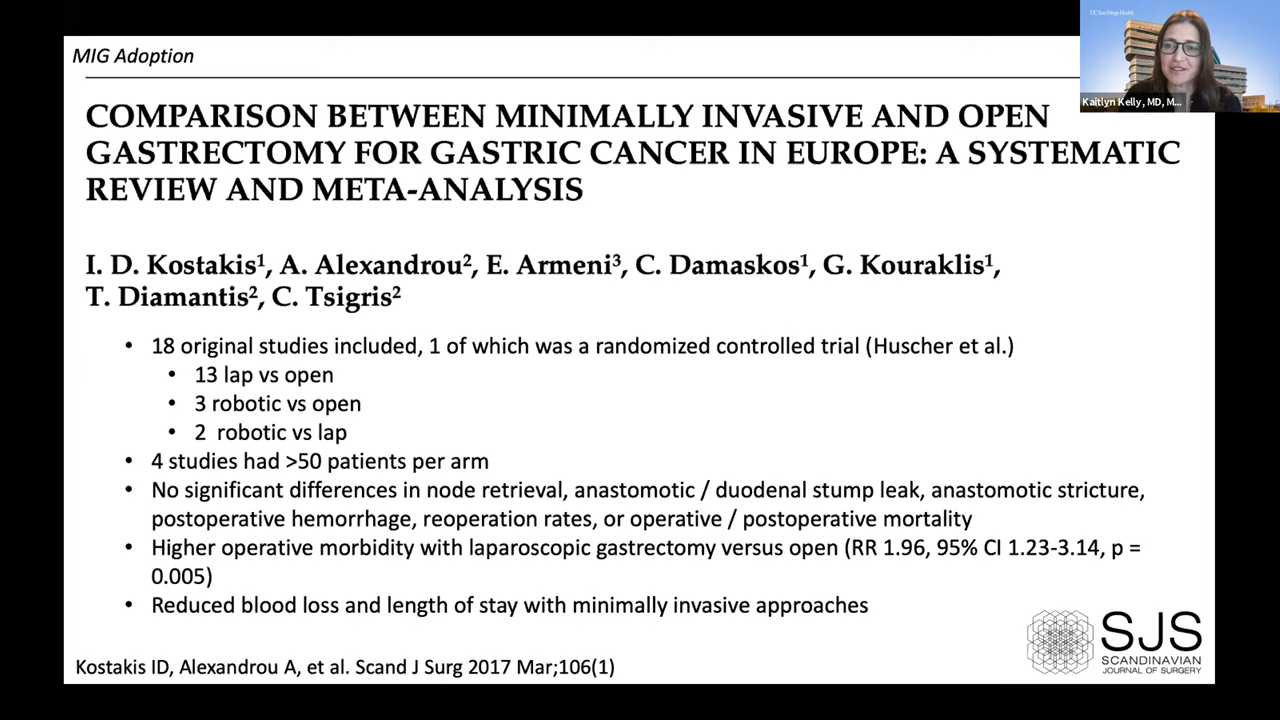 UC San Diego Health
MIG Adoption
Kaitlyn Kelly, MD, M...
COMPARISON BETWEEN MINIMALLY INVASIVE AND OPEN
GASTRECTOMY FOR GASTRIC CANCER IN EUROPE: A SYSTEMATIC
REVIEW AND META-ANALYSIS
I. D. Kostakis¹, A. Alexandrou², E. Armeni³, C. Damaskos¹, G. Kouraklis¹,
T. Diamantis², C. Tsigris²
• 18 original studies included, 1 of which was a randomized controlled trial (Huscher et al.)
• 13 lap vs open
• 3 robotic vs open
• 2 robotic vs lap
• 4 studies had >50 patients per arm
• No significant differences in node retrieval, anastomotic / duodenal stump leak, anastomotic stricture,
postoperative hemorrhage, reoperation rates, or operative / postoperative mortality
• Higher operative morbidity with laparoscopic gastrectomy versus open (RR 1.96, 95% CI 1.23-3.14, p =
0.005)
• Reduced blood loss and length of stay with minimally invasive approaches
SJS
SCANDINAVIAN
JOURNAL OF SURGERY
Kostakis ID, Alexandrou A, et al. Scand J Surg 2017 Mar;106(1)